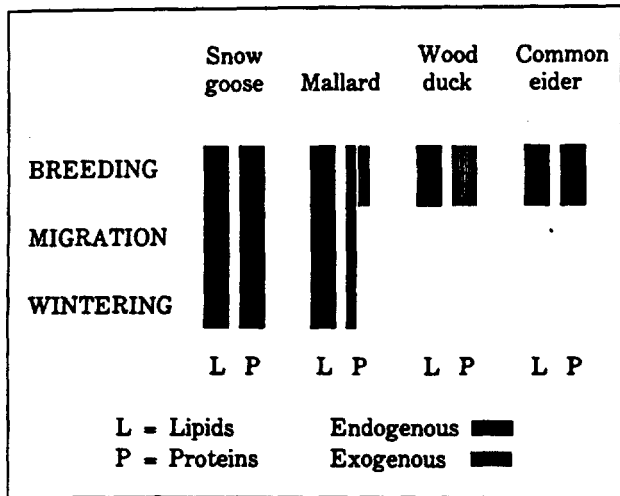 Snow goose Mallard Wood duck Common eider
BREEDING
MIGRATION
WINTERING
L P L P L P L P
L = Lipids Endogenous
P = Proteins Exogenous